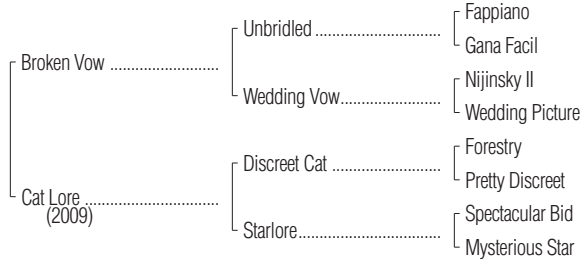 Fappiano
Unbridled ....................................
Gana Facil
Broken Vow ...............................
Nijinsky II
Wedding Vow............................
Wedding Picture
Forestry
Discreet Cat ...............................
Pretty Discreet
Cat Lore ........................................
(2009)
Spectacular Bid
Starlore........................................
Mysterious Star